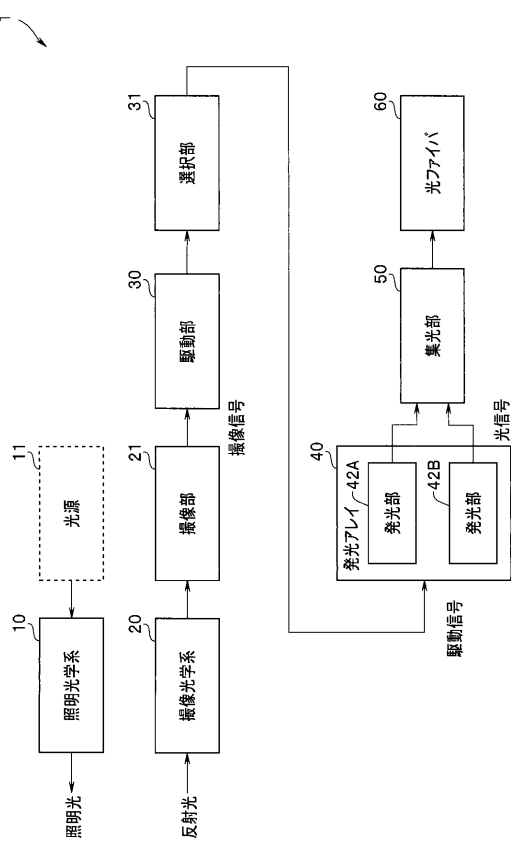 1
11
光源
10
照明光学系
照明光
20
撮像光学系
反射光
21
撮像部
撮像信号
30
駆動部
31
選択部
駆動信号
40
発光アレイ
42A
発光部
42B
発光部
光信号
50
集光部
60
光ファイバ